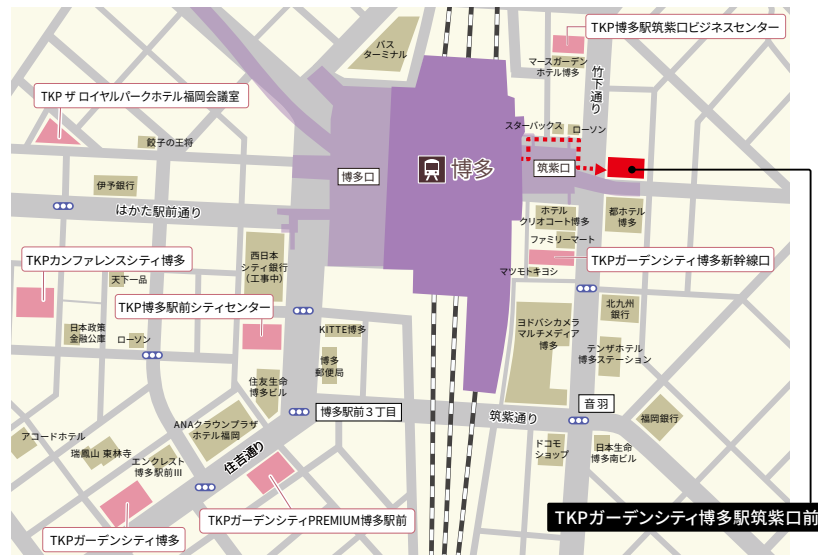 TKP博多駅筑紫口ビジネスセンター
バス
ターミナル
マースガーデン
ホテル博多
竹下通り
TKP ザ ロイヤルパークホテル福岡会議室
スターバックス
ローソン
餃子の王将
博多口
博多
筑紫口
伊予銀行
はかた駅前通り
ホテル
クリオコート博多
都ホテル
博多
ファミリーマート
西日本
シティ銀行
（工事中）
TKPカンファレンスシティ博多
TKPガーデンシティ博多新幹線口
マツモトキヨシ
天下一品
TKP博多駅前シティセンター
北九州
銀行
ヨドバシカメラ
マルチメディア
博多
日本政策
金融公庫
ローソン
KITTE博多
テンザホテル
博多ステーション
博多
郵便局
住友生命
博多ビル
博多駅前３丁目
音羽
筑紫通り
福岡銀行
ANAクラウンプラザ
ホテル福岡
アコードホテル
瑞鳳山 東林寺
エンクレスト
博多駅前Ⅲ
住吉通り
ドコモ
ショップ
日本生命
博多南ビル
TKPガーデンシティPREMIUM博多駅前
TKPガーデンシティ博多駅筑紫口前
TKPガーデンシティ博多